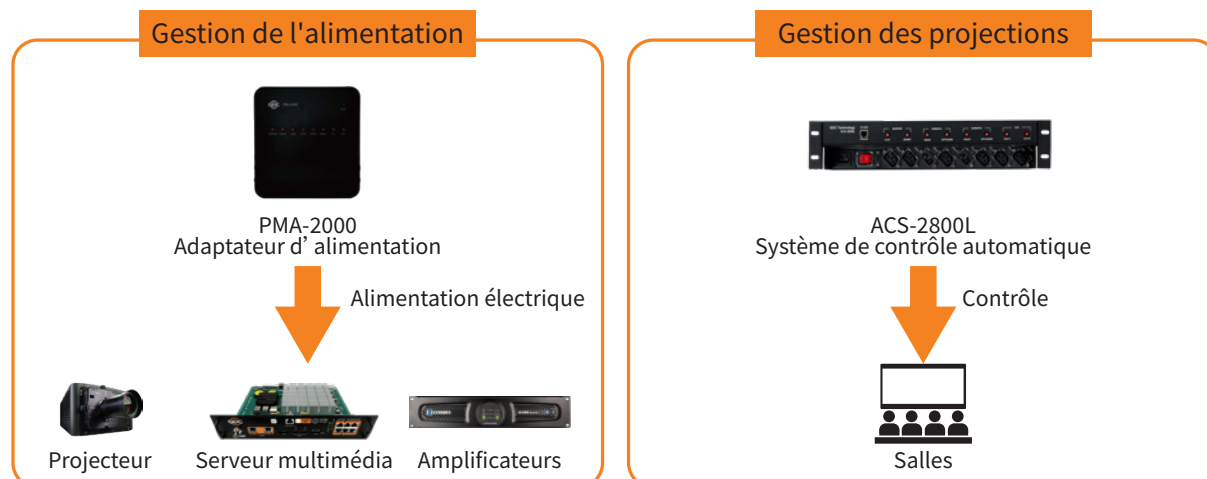 Gestion de l'alimentation
PMA-2000
Adaptateur d’ alimentation
Alimentation électrique
Projecteur
Serveur multimédia
Amplificateurs
Gestion des projections
ACS-2800L
Système de contrôle automatique
Contrôle
Salles